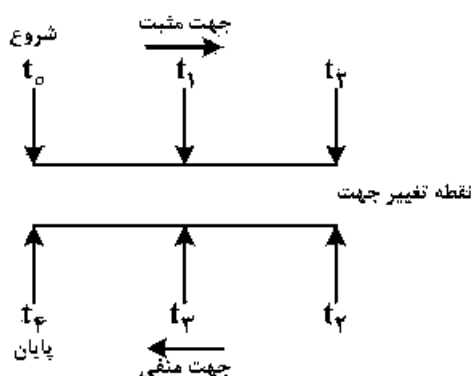 شروع
جهت مثبت
t₀ t₁ t₂
نقطه تغییر جهت
t₄ t₃ t₂
پایان
جهت منفی